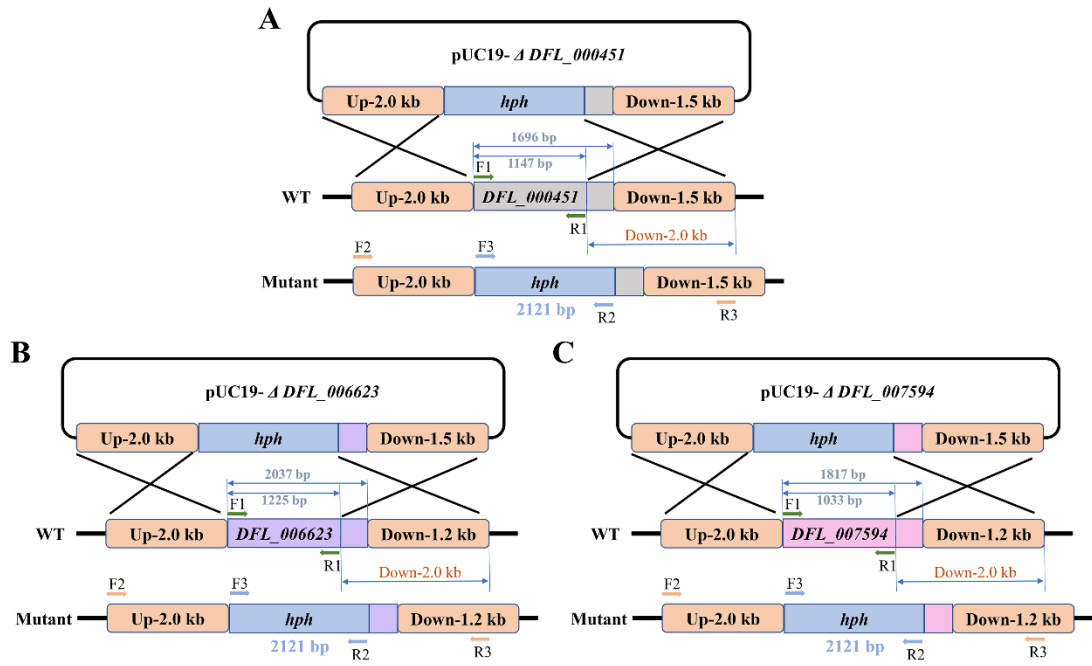 A
pUC19- Δ DFL_000451
Up-2.0 kb hph Down-1.5 kb
1696 bp
1147 bp
F1
WT Up-2.0 kb DFL_000451 Down-1.5 kb
R1
Down-2.0 kb
F2 F3
Mutant Up-2.0 kb hph Down-1.5 kb
2121 bp R2 R3
B
pUC19- Δ DFL_006623
Up-2.0 kb hph Down-1.5 kb
2037 bp
1225 bp
F1
WT Up-2.0 kb DFL_006623 Down-1.2 kb
R1
Down-2.0 kb
F2 F3
Mutant Up-2.0 kb hph Down-1.2 kb
2121 bp R2 R3
C
pUC19- Δ DFL_007594
Up-2.0 kb hph Down-1.5 kb
1817 bp
1033 bp
F1
WT Up-2.0 kb DFL_007594 Down-1.2 kb
R1
Down-2.0 kb
F2 F3
Mutant Up-2.0 kb hph Down-1.2 kb
2121 bp R2 R3